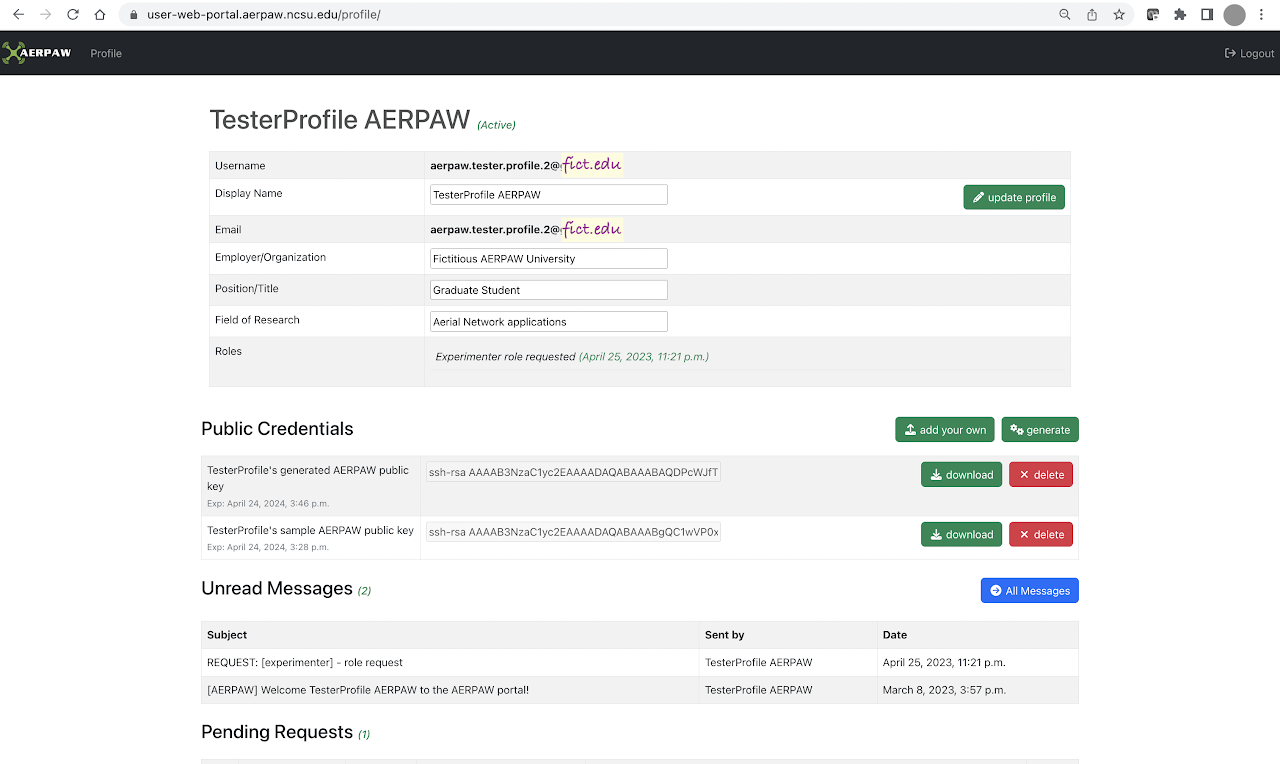 user-web-portal.aerpaw.ncsu.edu/profile/
AERPAW Profile Logout
TesterProfile AERPAW (Active)
Username aerpaw.tester.profile.2@fict.edu
Display Name TesterProfile AERPAW update profile
Email aerpaw.tester.profile.2@fict.edu
Employer/Organization Fictitious AERPAW University
Position/Title Graduate Student
Field of Research Aerial Network applications
Roles Experimenter role requested (April 25, 2023, 11:21 p.m.)
Public Credentials add your own generate
TesterProfile's generated AERPAW public key ssh-rsa AAAAB3NzaC1yc2EAAAADAQABAAABAQDPcWJfT download delete
Exp: April 24, 2024, 3:46 p.m.
TesterProfile's sample AERPAW public key ssh-rsa AAAAB3NzaC1yc2EAAAADAQABAAABgQC1wVP0x download delete
Exp: April 24, 2024, 3:28 p.m.
Unread Messages (2) All Messages
Subject Sent by Date
REQUEST: [experimenter] - role request TesterProfile AERPAW April 25, 2023, 11:21 p.m.
[AERPAW] Welcome TesterProfile AERPAW to the AERPAW portal! TesterProfile AERPAW March 8, 2023, 3:57 p.m.
Pending Requests (1)